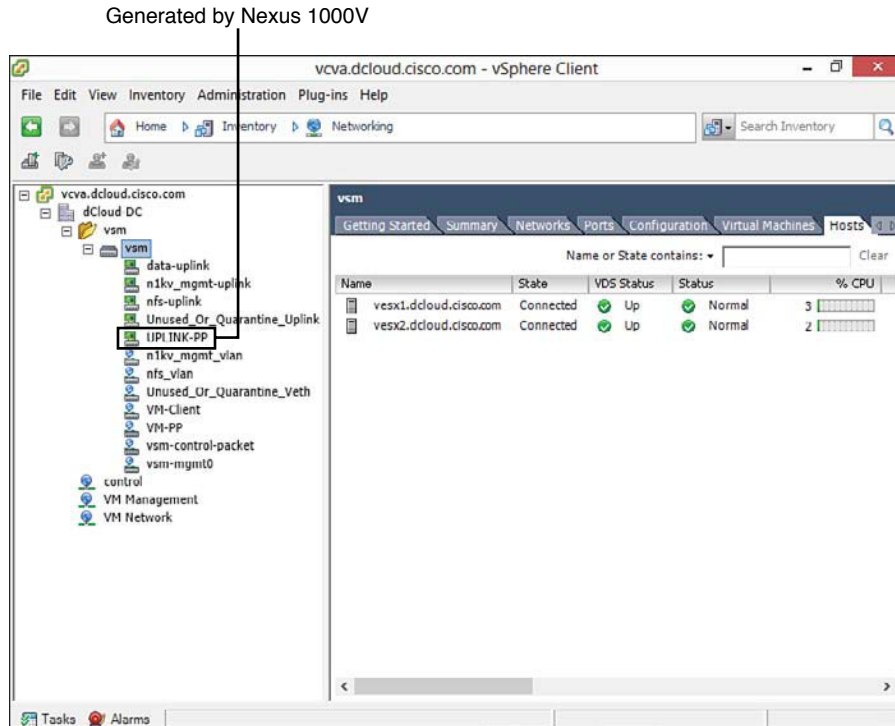 Generated by Nexus 1000V
vcva.dcloud.cisco.com - vSphere Client
File Edit View Inventory Administration Plug-ins Help
Home Inventory Networking
Search Inventory
vcva.dcloud.cisco.com
dCloud DC
vsm
vsm
data-uplink
n1kv_mgmt-uplink
nfs-uplink
Unused_Or_Quarantine_Uplink
UPLINK-PP
n1kv_mgmt_vlan
nfs_vlan
Unused_Or_Quarantine_Veth
VM-Client
VM-PP
vsm-control-packet
vsm-mgmt0
control
VM Management
VM Network
vsm
Getting Started Summary Networks Ports Configuration Virtual Machines Hosts
Name or State contains: Clear
Name State VDS Status Status % CPU
vesx1.dcloud.cisco.com Connected Up Normal 3
vesx2.dcloud.cisco.com Connected Up Normal 2
Tasks Alarms